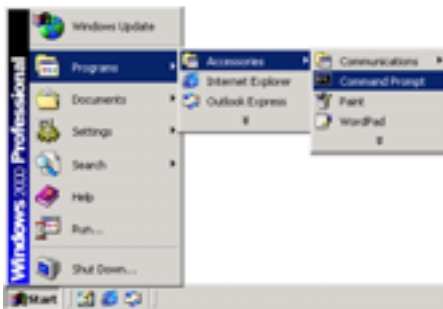 Windows 2000 Professional
Windows Update
Programs
Documents
Settings
Search
Help
Run...
Shut Down...
Start
Accessories
Internet Explorer
Outlook Express
Communications
Command Prompt
Paint
WordPad